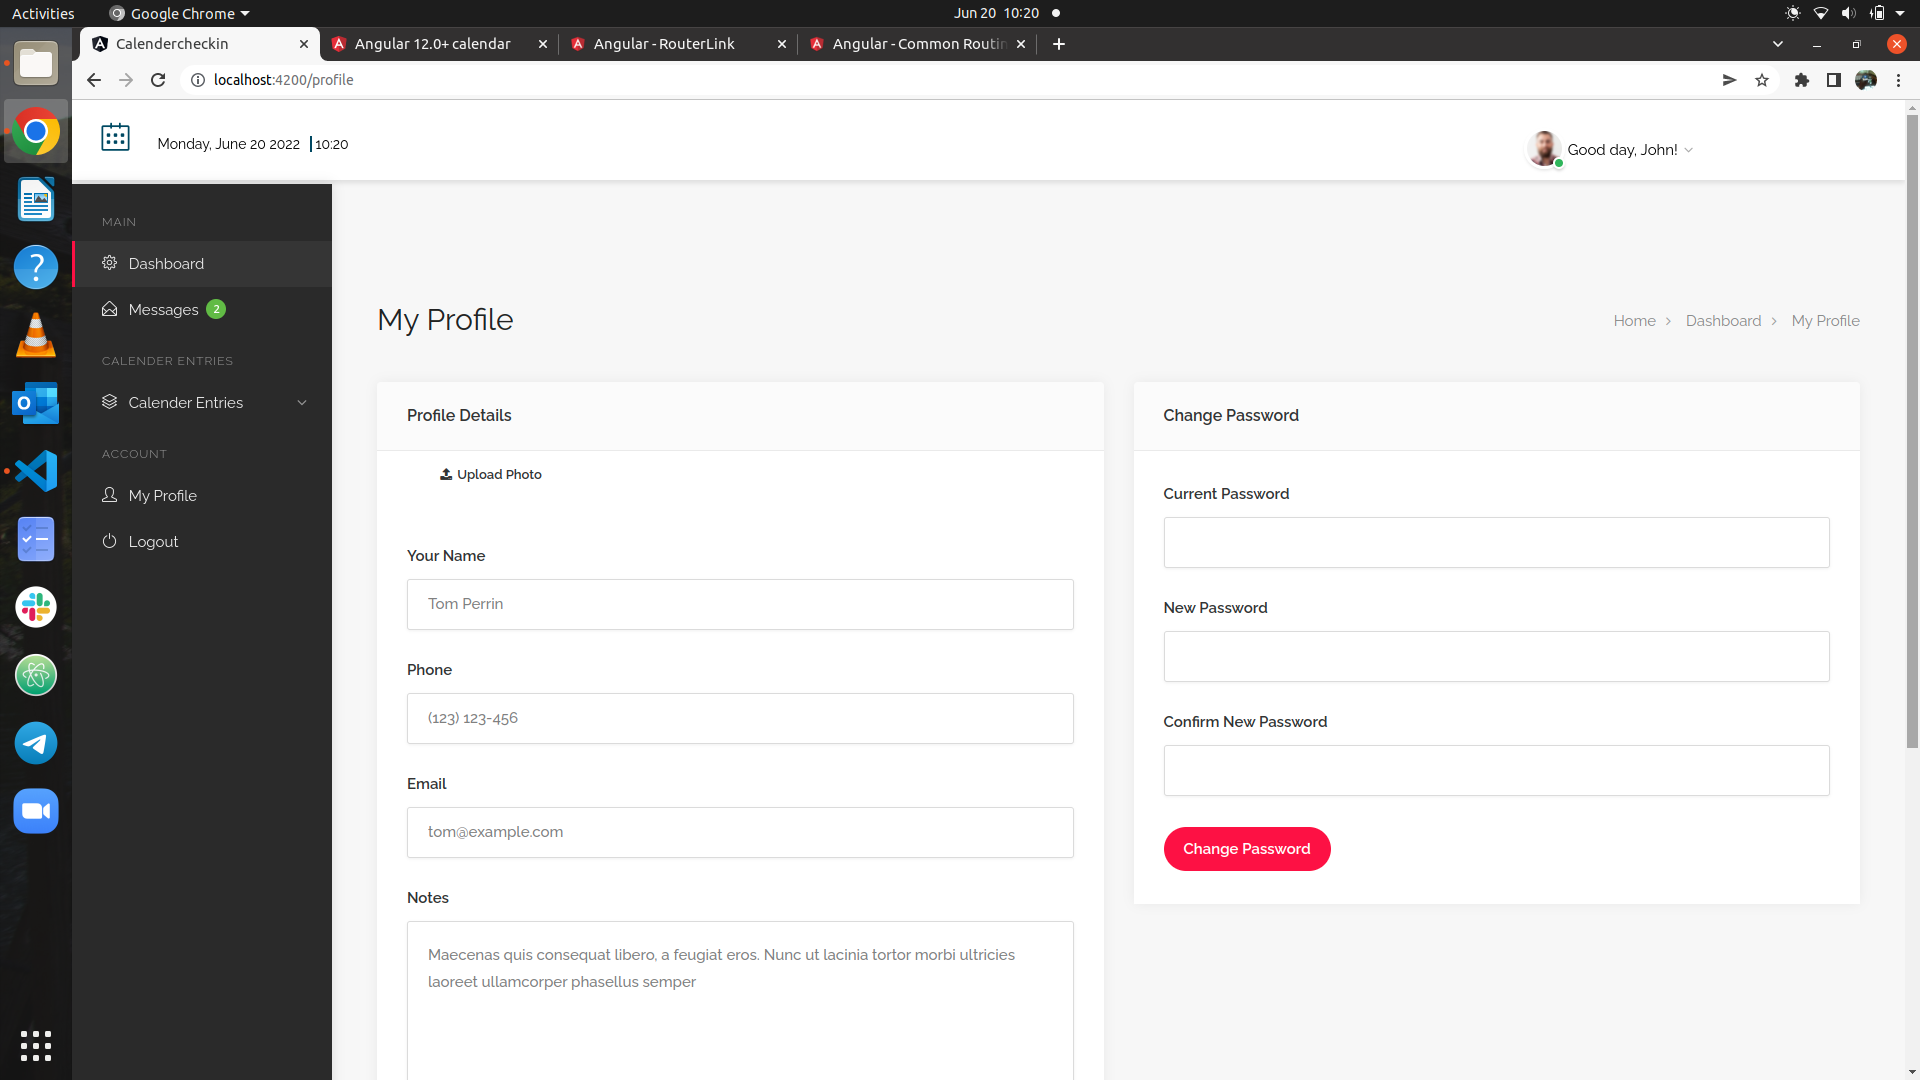 Activities
Google Chrome
Jun 20 10:20
Calendercheckin
Angular 12.0+ calendar
Angular - RouterLink
Angular - Common Routin
localhost:4200/profile
Monday, June 20 2022 10:20
Good day, John!
MAIN
Dashboard
Messages 2
CALENDER ENTRIES
Calender Entries
ACCOUNT
My Profile
Logout
My Profile
Home
Dashboard
My Profile
Profile Details
Upload Photo
Your Name
Tom Perrin
Phone
(123) 123-456
Email
tom@example.com
Notes
Maecenas quis consequat libero, a feugiat eros. Nunc ut lacinia tortor morbi ultricies
laoreet ullamcorper phasellus semper
Change Password
Current Password
New Password
Confirm New Password
Change Password